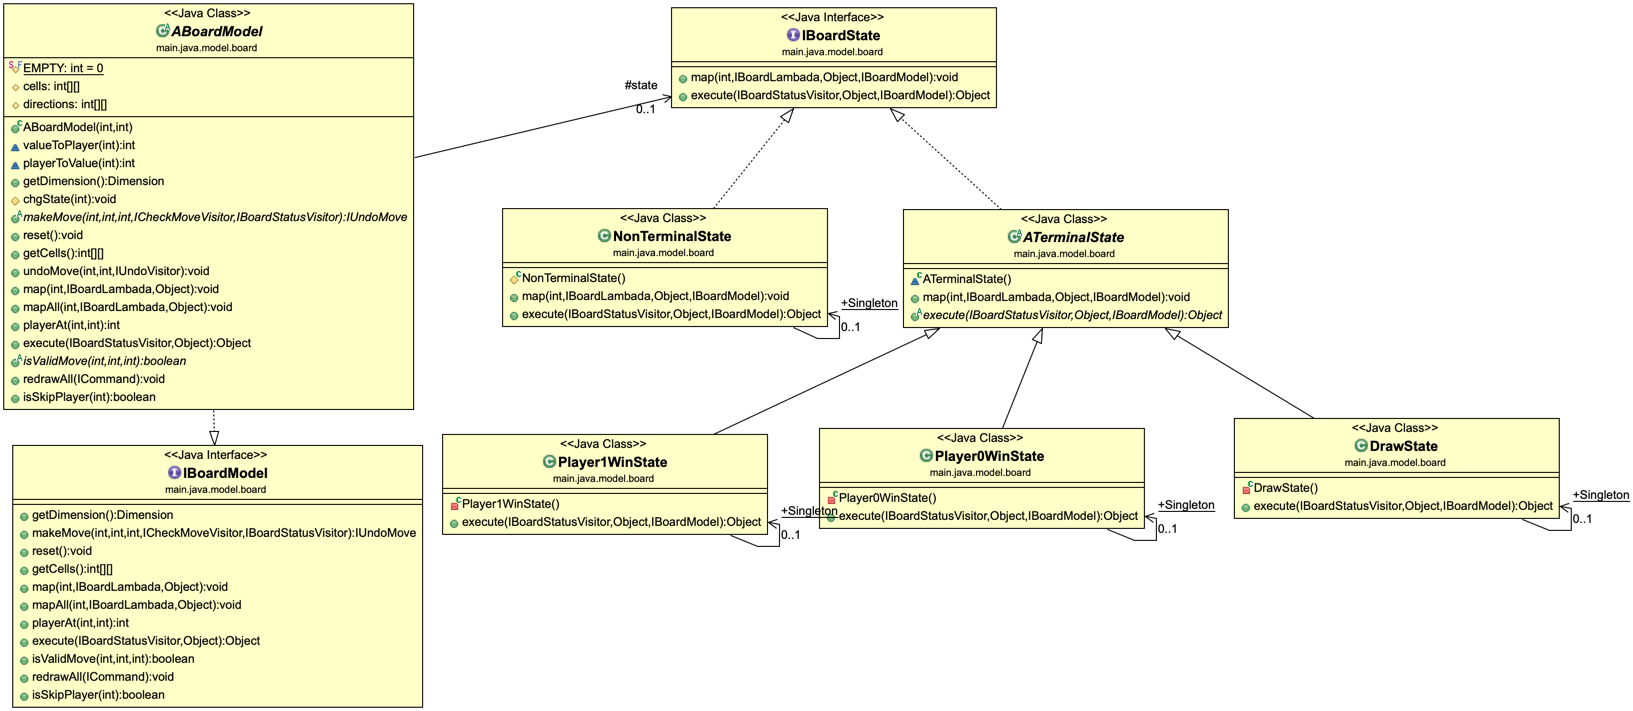 <<Java Class>>
ABoardModel
main.java.model.board
EMPTY: int = 0
cells: int[][]
directions: int[][]
ABoardModel(int,int)
valueToPlayer(int):int
playerToValue(int):int
getDimension():Dimension
chgState(int):void
makeMove(int,int,int,ICheckMoveVisitor,IBoardStatusVisitor):IUndoMove
reset():void
getCells():int[][]
undoMove(int,int,IUndoVisitor):void
map(int,IBoardLambada,Object):void
mapAll(int,IBoardLambada,Object):void
playerAt(int,int):int
execute(IBoardStatusVisitor,Object):Object
isValidMove(int,int,int):boolean
redrawAll(ICommand):void
isSkipPlayer(int):boolean
<<Java Interface>>
IBoardModel
main.java.model.board
getDimension():Dimension
makeMove(int,int,int,ICheckMoveVisitor,IBoardStatusVisitor):IUndoMove
reset():void
getCells():int[][]
map(int,IBoardLambada,Object):void
mapAll(int,IBoardLambada,Object):void
playerAt(int,int):int
execute(IBoardStatusVisitor,Object):Object
isValidMove(int,int,int):boolean
redrawAll(ICommand):void
isSkipPlayer(int):boolean
#state
0..1
<<Java Interface>>
IBoardState
main.java.model.board
map(int,IBoardLambada,Object,IBoardModel):void
execute(IBoardStatusVisitor,Object,IBoardModel):Object
<<Java Class>>
NonTerminalState
main.java.model.board
NonTerminalState()
map(int,IBoardLambada,Object,IBoardModel):void
execute(IBoardStatusVisitor,Object,IBoardModel):Object
+Singleton
0..1
<<Java Class>>
ATerminalState
main.java.model.board
ATerminalState()
map(int,IBoardLambada,Object,IBoardModel):void
execute(IBoardStatusVisitor,Object,IBoardModel):Object
<<Java Class>>
Player1WinState
main.java.model.board
Player1WinState()
execute(IBoardStatusVisitor,Object,IBoardModel):Object
+Singleton
0..1
<<Java Class>>
Player0WinState
main.java.model.board
Player0WinState()
execute(IBoardStatusVisitor,Object,IBoardModel):Object
+Singleton
0..1
<<Java Class>>
DrawState
main.java.model.board
DrawState()
execute(IBoardStatusVisitor,Object,IBoardModel):Object
+Singleton
0..1